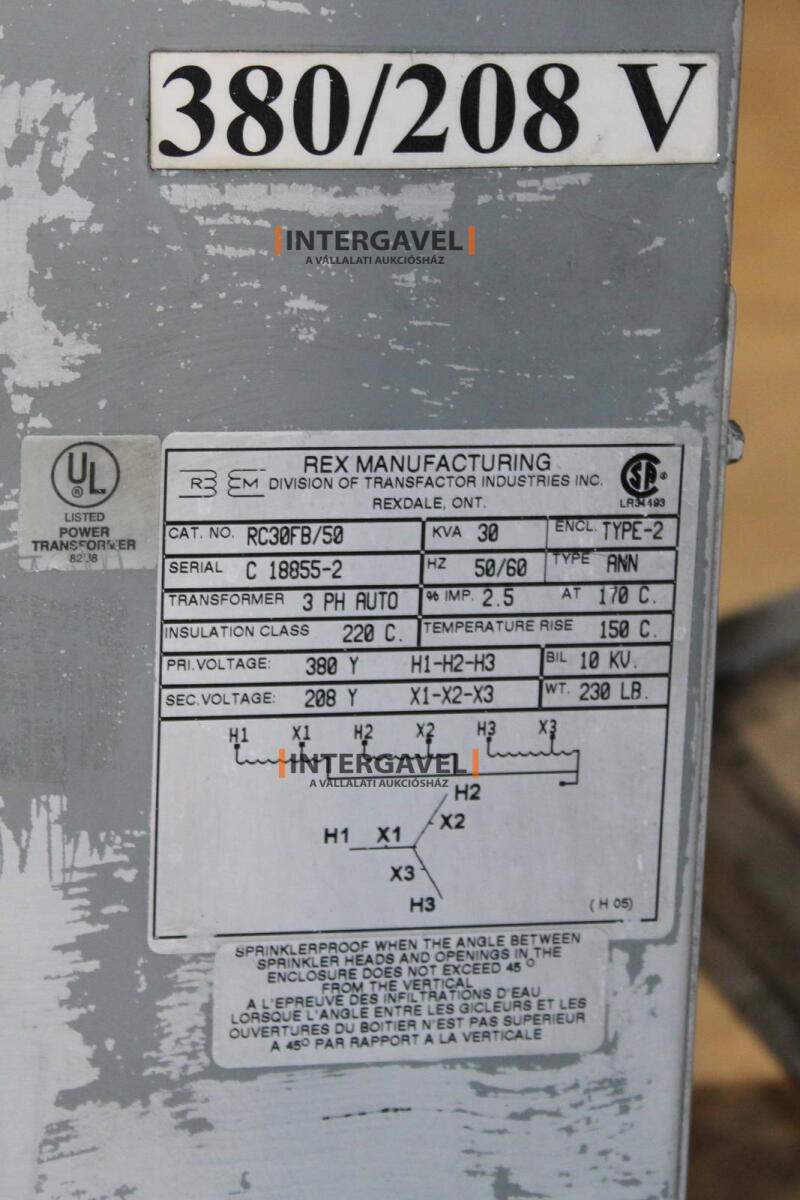 380/208 V
INTERGAVEL
A VÁLLALATI AUKCIÓSHÁZ
UL
®
LISTED
POWER
TRANSFORMER
REX MANUFACTURING
DIVISION OF TRANSFACTOR INDUSTRIES INC.
REXDALE, ONT.
LR34493
CAT. NO. RC30FB/50 KVA 30 ENCL. TYPE-2
SERIAL C 18855-2 HZ 50/60 TYPE ANN
TRANSFORMER 3 PH AUTO % IMP. 2.5 AT 170 C.
INSULATION CLASS 220 C. TEMPERATURE RISE 150 C.
PRI.VOLTAGE: 380 Y H1-H2-H3 BIL 10 KV.
SEC.VOLTAGE: 208 Y X1-X2-X3 WT. 230 LB.
H1 X1 H2 X2 H3 X3
INTERGAVEL
A VÁLLALATI AUKCIÓSHÁZ
H2
H1 X1 X2
X3
H3
(H 05)
SPRINKLERPROOF WHEN THE ANGLE BETWEEN
SPRINKLER HEADS AND OPENINGS IN THE
ENCLOSURE DOES NOT EXCEED 45°
FROM THE VERTICAL
A L'EPREUVE DES INFILTRATIONS D'EAU
LORSQUE L'ANGLE ENTRE LES GICLEURS ET LES
OUVERTURES DU BOITIER N'EST PAS SUPERIEUR
A 45° PAR RAPPORT A LA VERTICALE